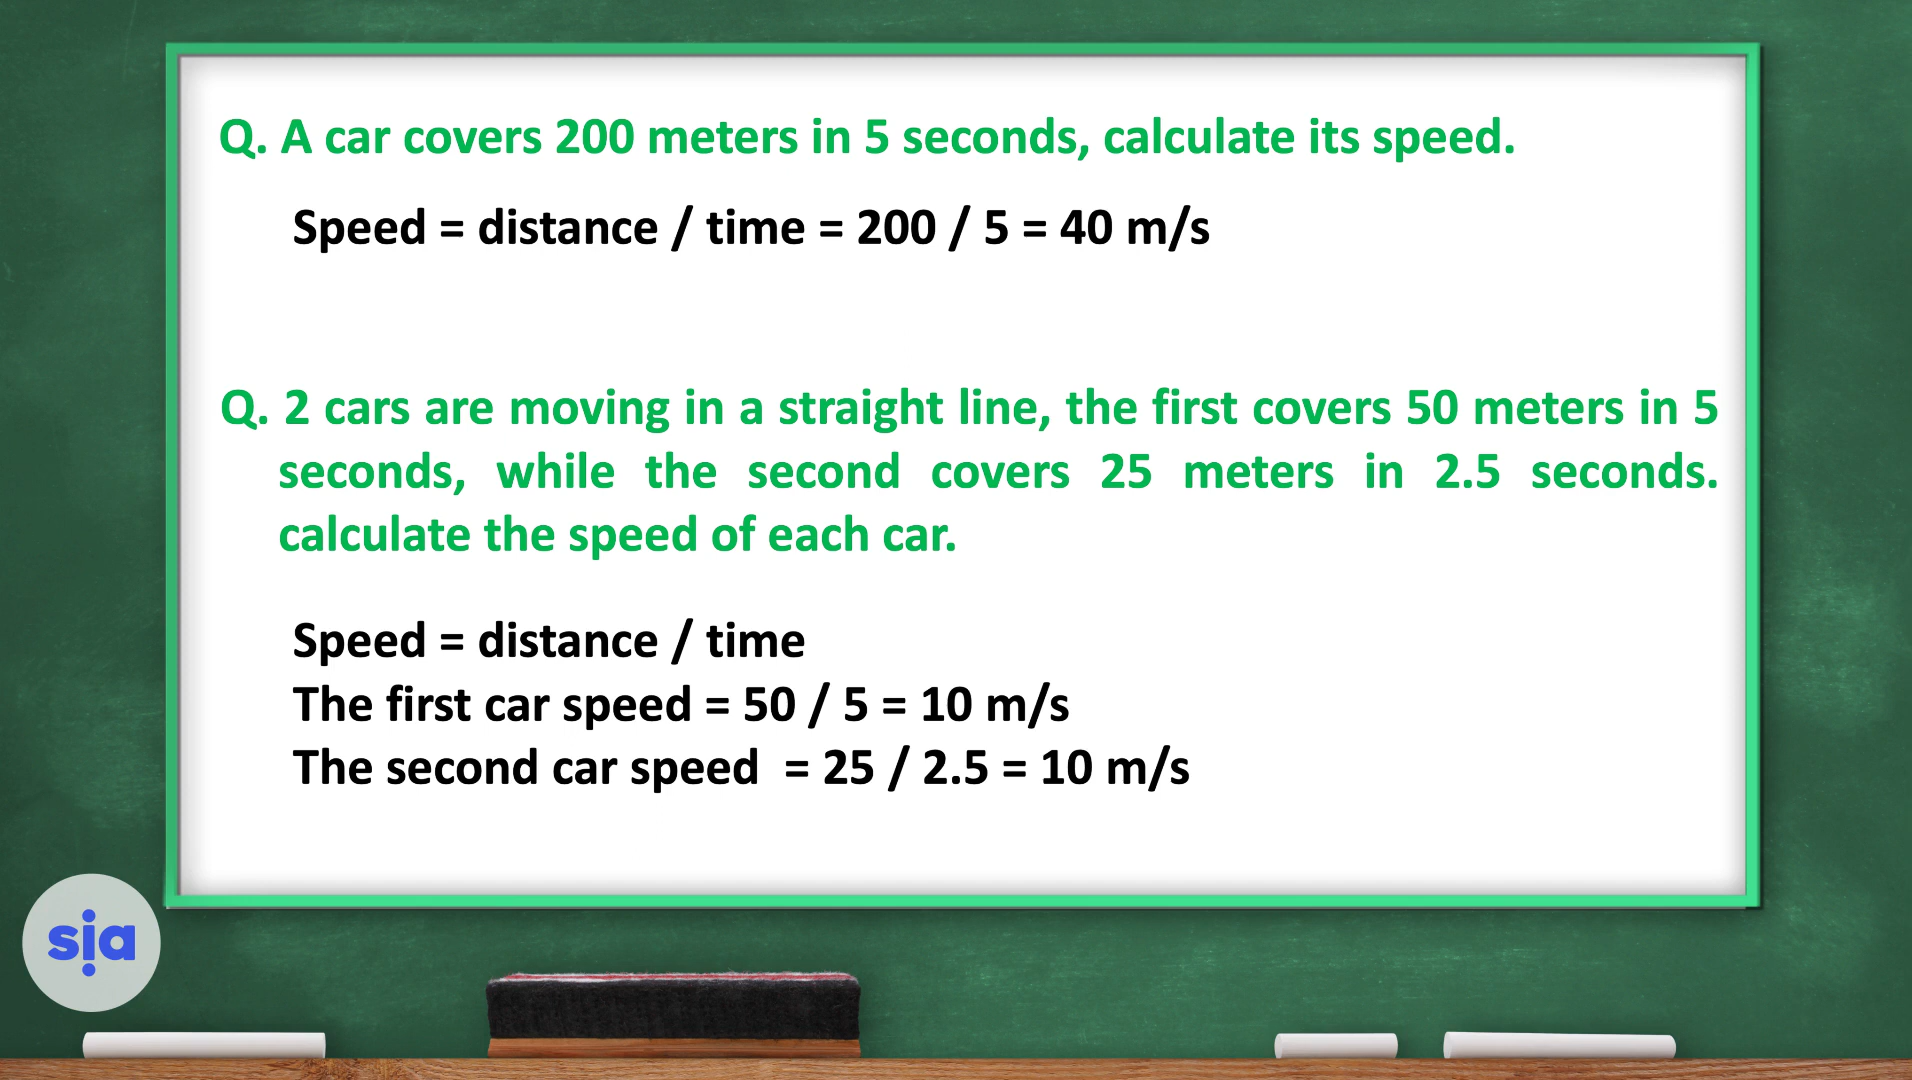 Q. A car covers 200 meters in 5 seconds, calculate its speed.
Speed = distance / time = 200 / 5 = 40 m/s
Q. 2 cars are moving in a straight line, the first covers 50 meters in 5
seconds, while the second covers 25 meters in 2.5 seconds.
calculate the speed of each car.
Speed = distance / time
The first car speed = 50 / 5 = 10 m/s
The second car speed  = 25 / 2.5 = 10 m/s
sia